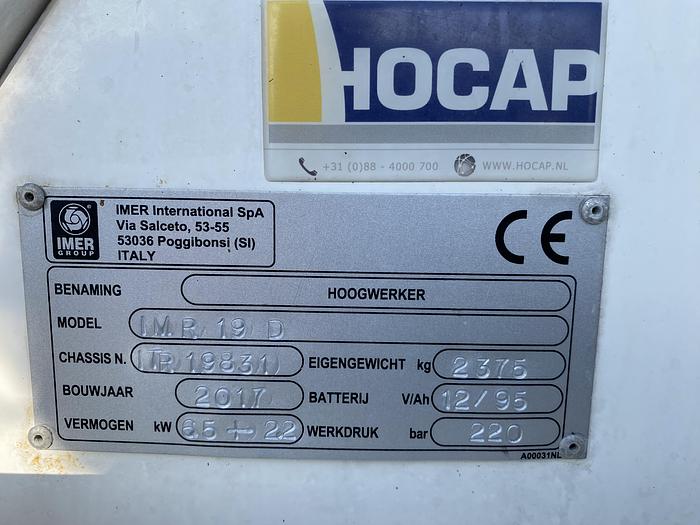 HOCAP
+31 (0)88 - 4000 700 WWW.HOCAP.NL
IMER GROUP
IMER International SpA
Via Salceto, 53-55
53036 Poggibonsi (SI)
ITALY
CE
BENAMING HOOGWERKER
MODEL IMR 19 D
CHASSIS N. ITR19831 EIGENGEWICHT kg 2375
BOUWJAAR 2017 BATTERIJ V/Ah 12/95
VERMOGEN kW 6.5 + 2.2 WERKDRUK bar 220
A00031NL